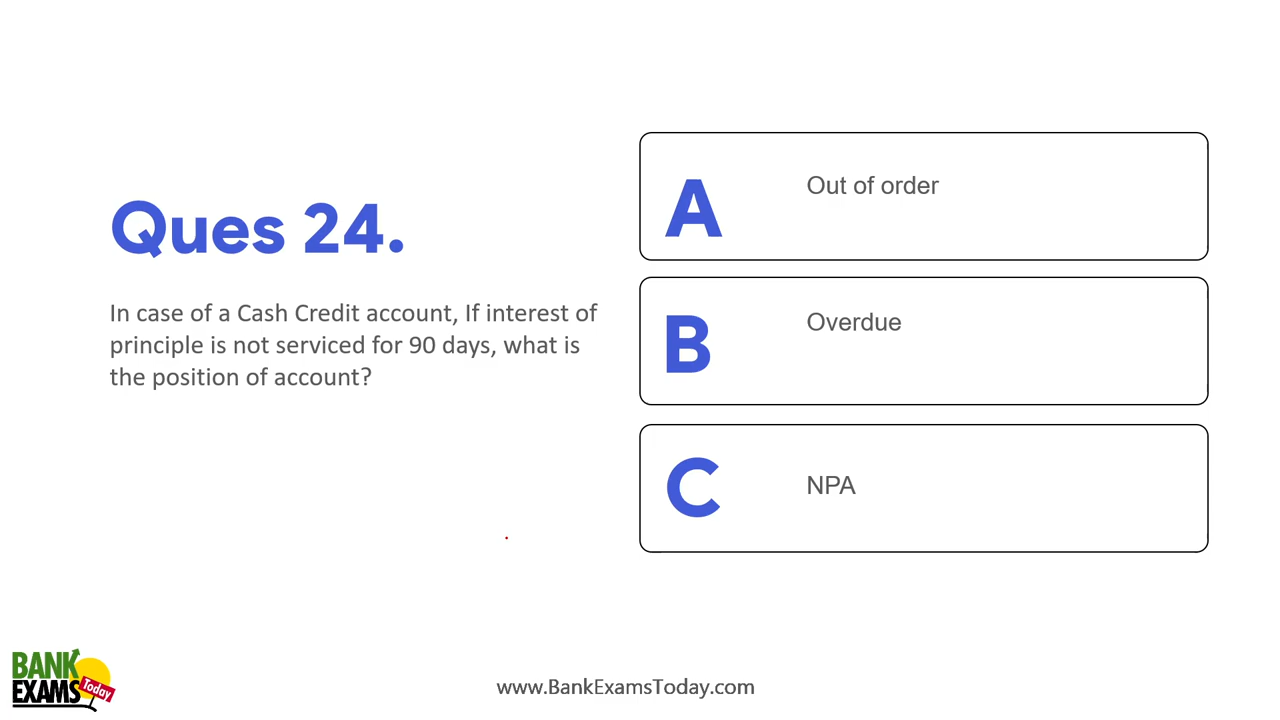 Ques 24.
In case of a Cash Credit account, If interest of
principle is not serviced for 90 days, what is
the position of account?
A
Out of order
B
Overdue
C
NPA
BANK
EXAMS
Today
www.BankExamsToday.com